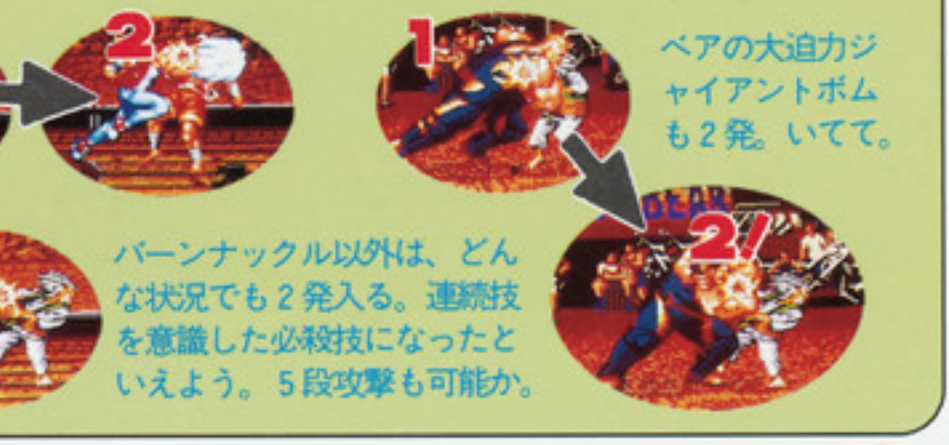 2
1
ベアの大迫力ジ
ャイアントボム
も2発。いてて。
BEAR
2!
バーンナックル以外は、どん
な状況でも2発入る。連続技
を意識した必殺技になったと
いえよう。5段攻撃も可能か。